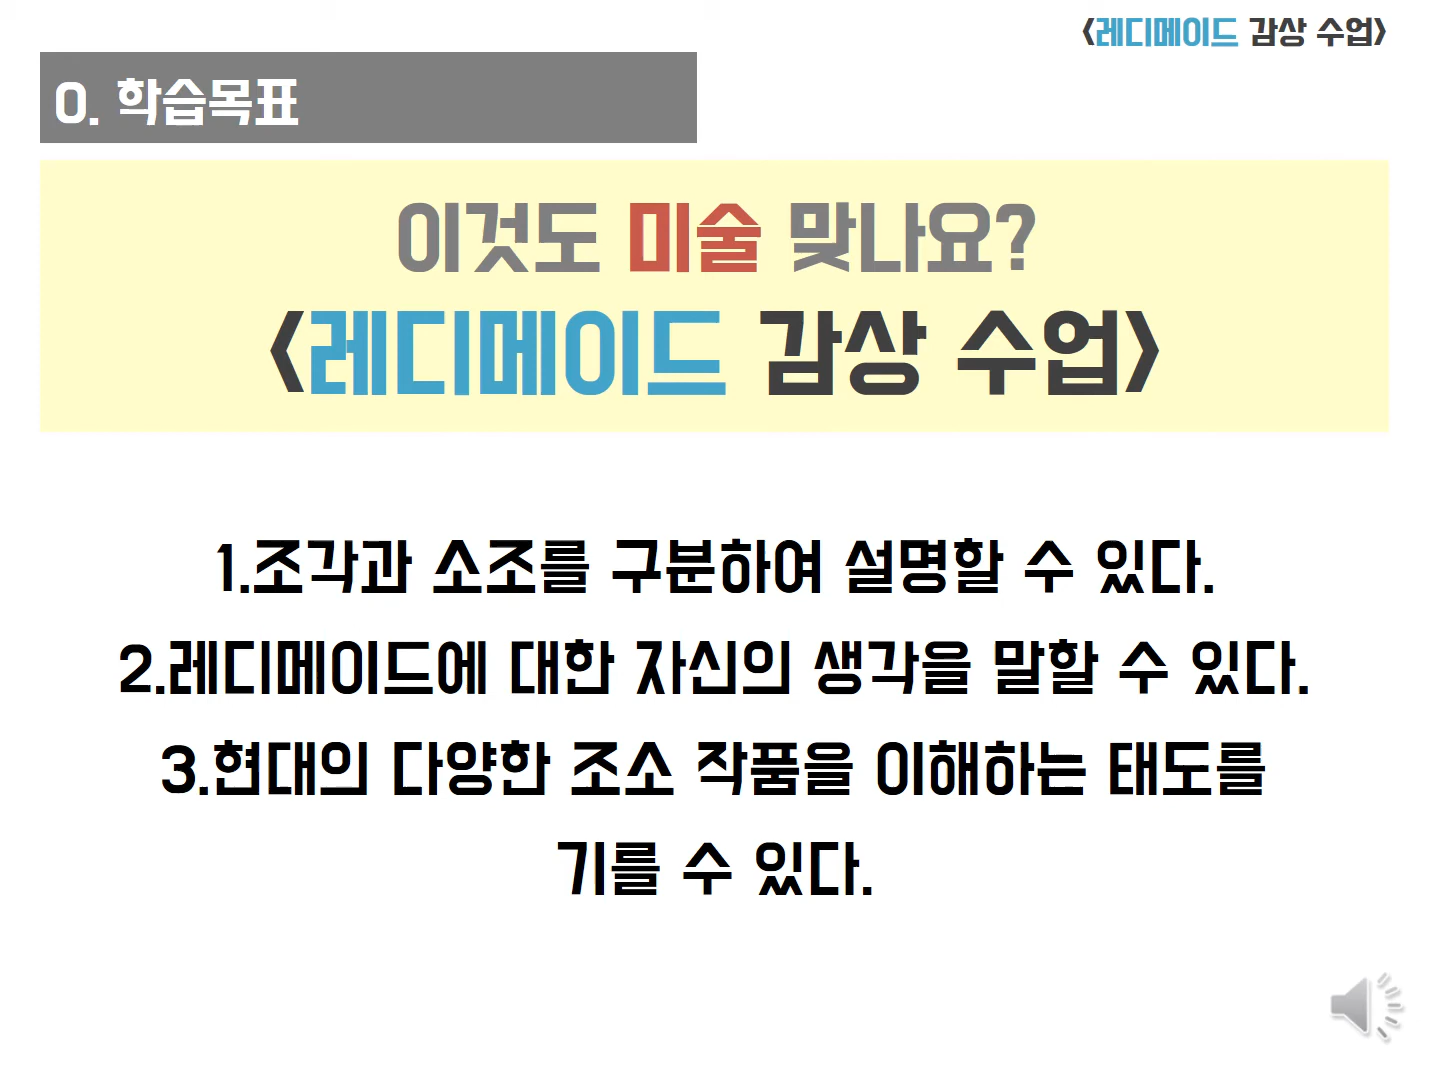 <레디메이드 감상 수업>
0. 학습목표
이것도 미술 맞나요?
<레디메이드 감상 수업>
1.조각과 소조를 구분하여 설명할 수 있다.
2.레디메이드에 대한 자신의 생각을 말할 수 있다.
3.현대의 다양한 조소 작품을 이해하는 태도를
기를 수 있다.